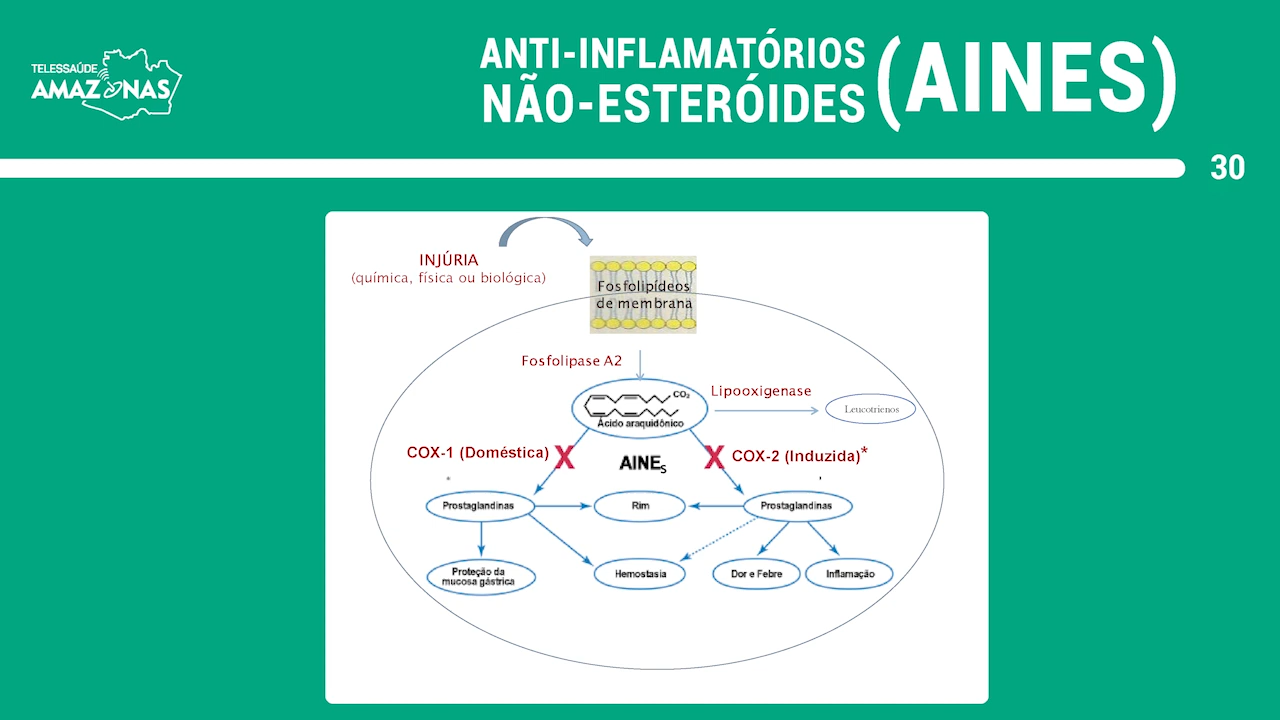 TELESSAÚDE
AMAZONAS
ANTI-INFLAMATÓRIOS
NÃO-ESTERÓIDES
(AINES)
30
INJÚRIA
(química, física ou biológica)
Fosfolipídeos
de membrana
Fosfolipase A2
CO₂
Ácido araquidônico
Lipooxigenase
Leucotrienos
COX-1 (Doméstica)
X
AINEs
X
COX-2 (Induzida)*
Prostaglandinas
Rim
Prostaglandinas
Proteção da
mucosa gástrica
Hemostasia
Dor e Febre
Inflamação